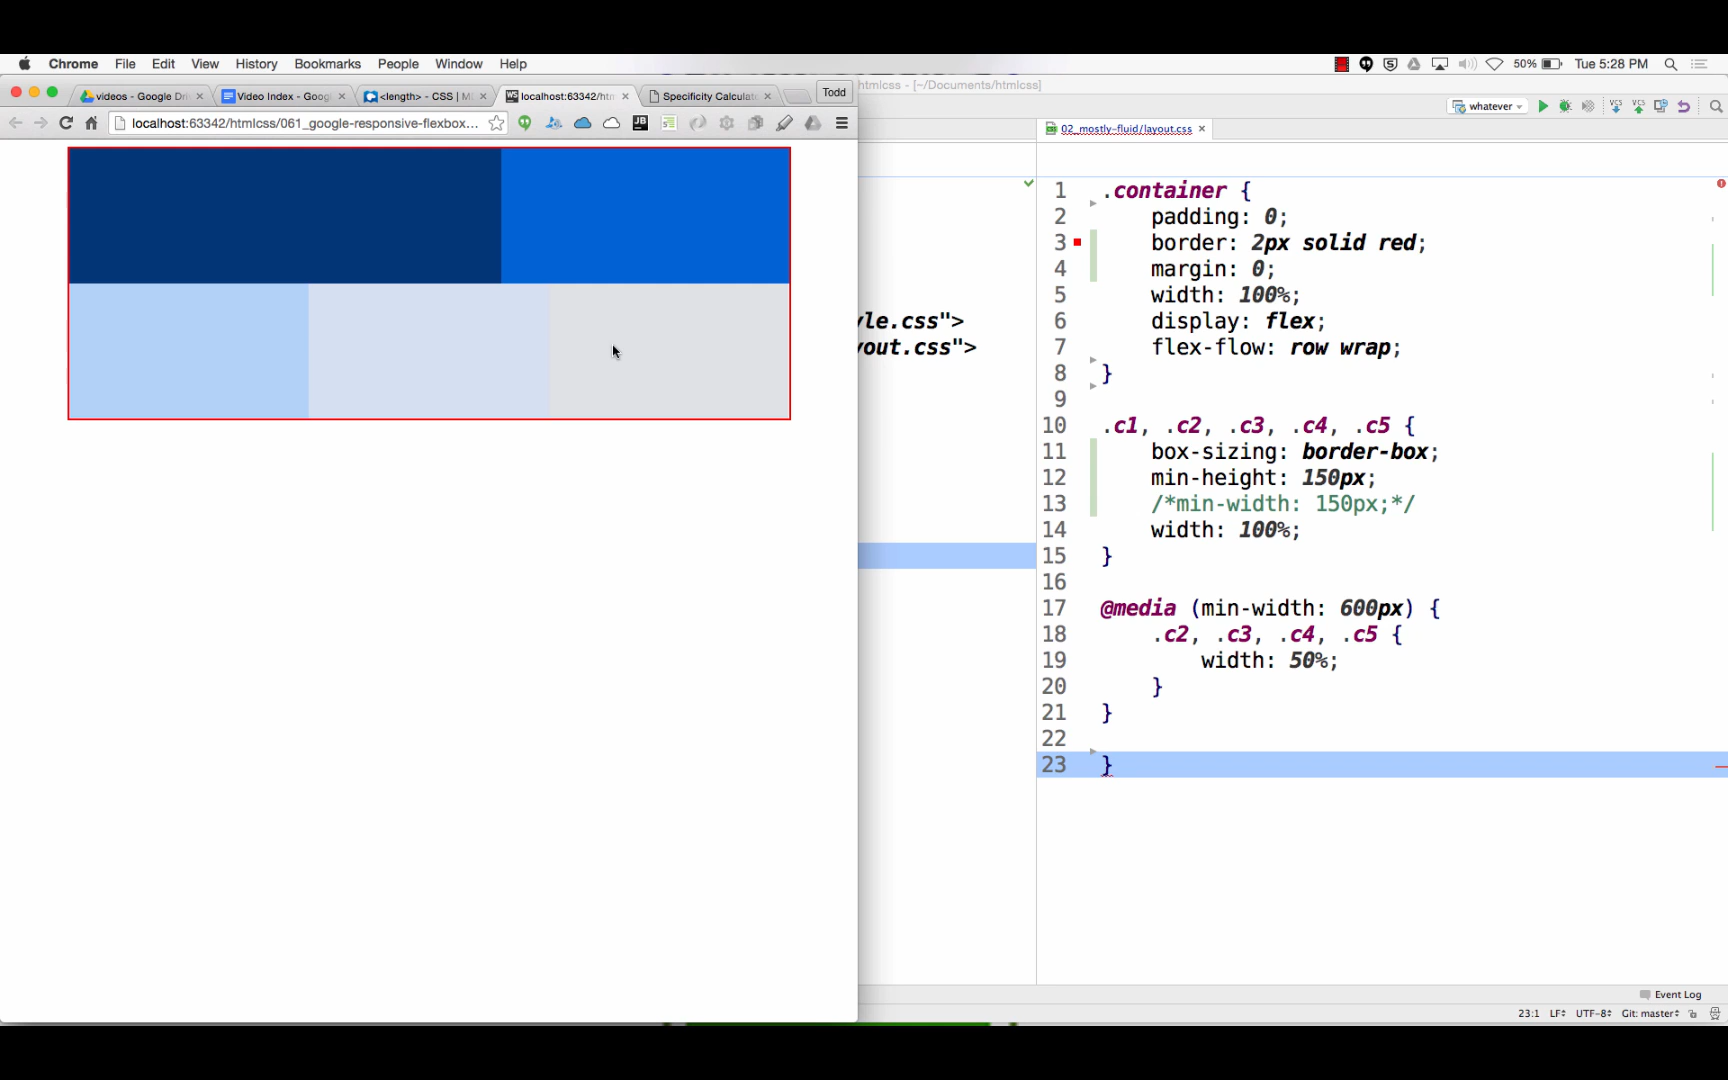 Chrome File Edit View History Bookmarks People Window Help
50% Tue 5:28 PM
videos - Google Dri
Video Index - Goog
<length> - CSS | M
localhost:63342/htm
Specificity Calculat
Todd
htmlcss - [~/Documents/htmlcss]
localhost:63342/htmlcss/061_google-responsive-flexbox...
whatever
02_mostly-fluid/layout.css
yle.css">
yout.css">
1 .container {
2 padding: 0;
3 border: 2px solid red;
4 margin: 0;
5 width: 100%;
6 display: flex;
7 flex-flow: row wrap;
8 }
9
10 .c1, .c2, .c3, .c4, .c5 {
11 box-sizing: border-box;
12 min-height: 150px;
13 /*min-width: 150px;*/
14 width: 100%;
15 }
16
17 @media (min-width: 600px) {
18 .c2, .c3, .c4, .c5 {
19 width: 50%;
20 }
21 }
22
23 }
Event Log
23:1 LF UTF-8 Git: master